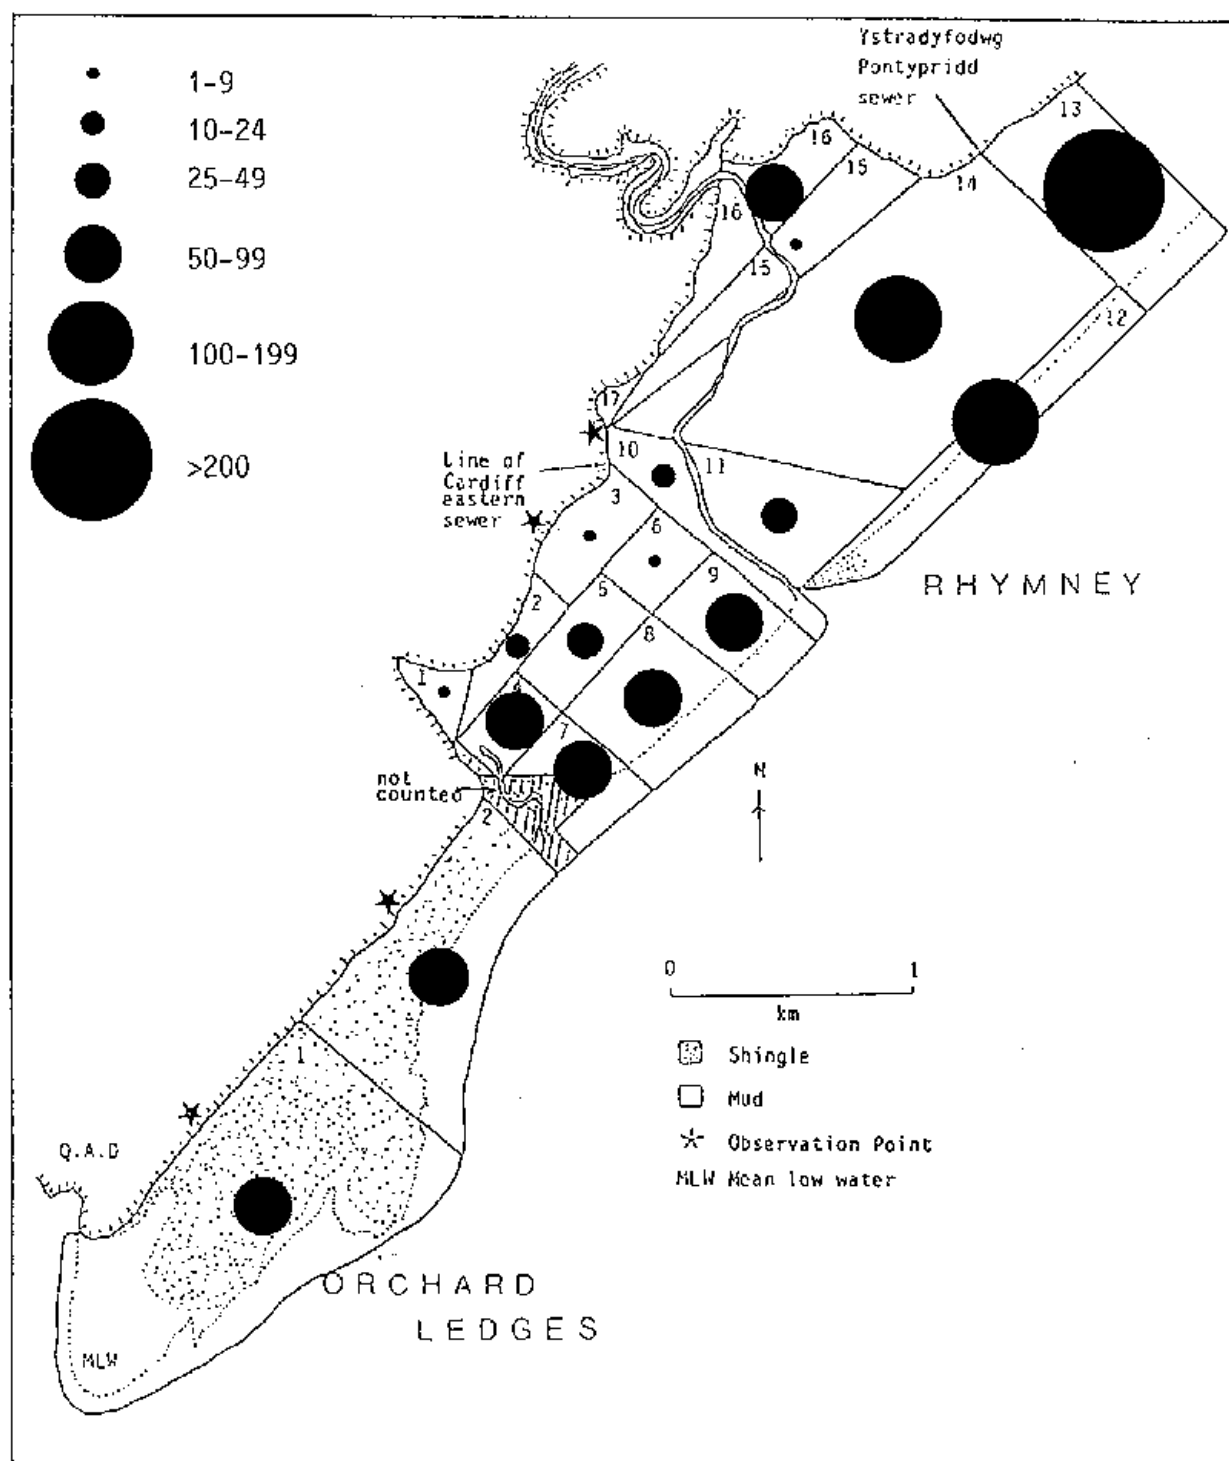 1-9
10-24
25-49
50-99
100-199
>200
Ystradyfodwg
Pontypridd
sewer
13
16
15
14
16
15
12
17
10
11
Line of
Cardiff
eastern
sewer
3
6
9
RHYMNEY
2
5
8
1
4
7
not
counted
2
N
0 1
km
1
Shingle
Mud
Observation Point
MLW Mean low water
Q.A.D
ORCHARD
LEDGES
MLW